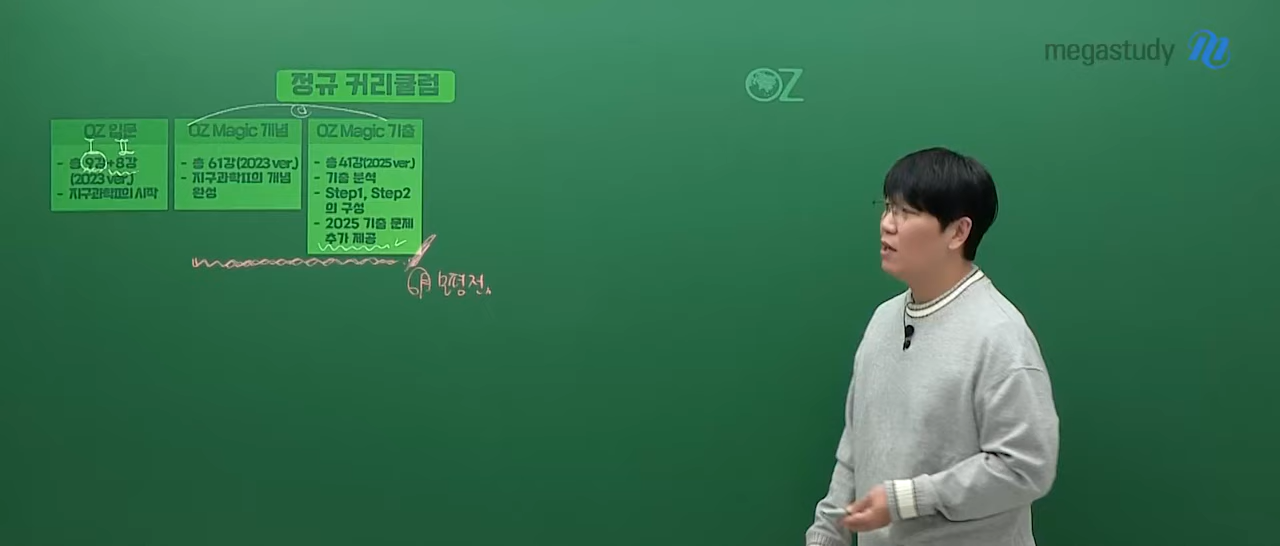 megastudy
정규 커리큘럼
OZ
OZ 입문
I II
- 총 9강+8강
(2023 ver.)
- 지구과학II의 시작
OZ Magic 개념
- 총 61강(2023 ver.)
- 지구과학II의 개념
완성
OZ Magic 기출
- 총 41강(2025 ver.)
- 기출 분석
- Step1, Step2
의 구성
- 2025 기출 문제
추가 제공
6月 모평전